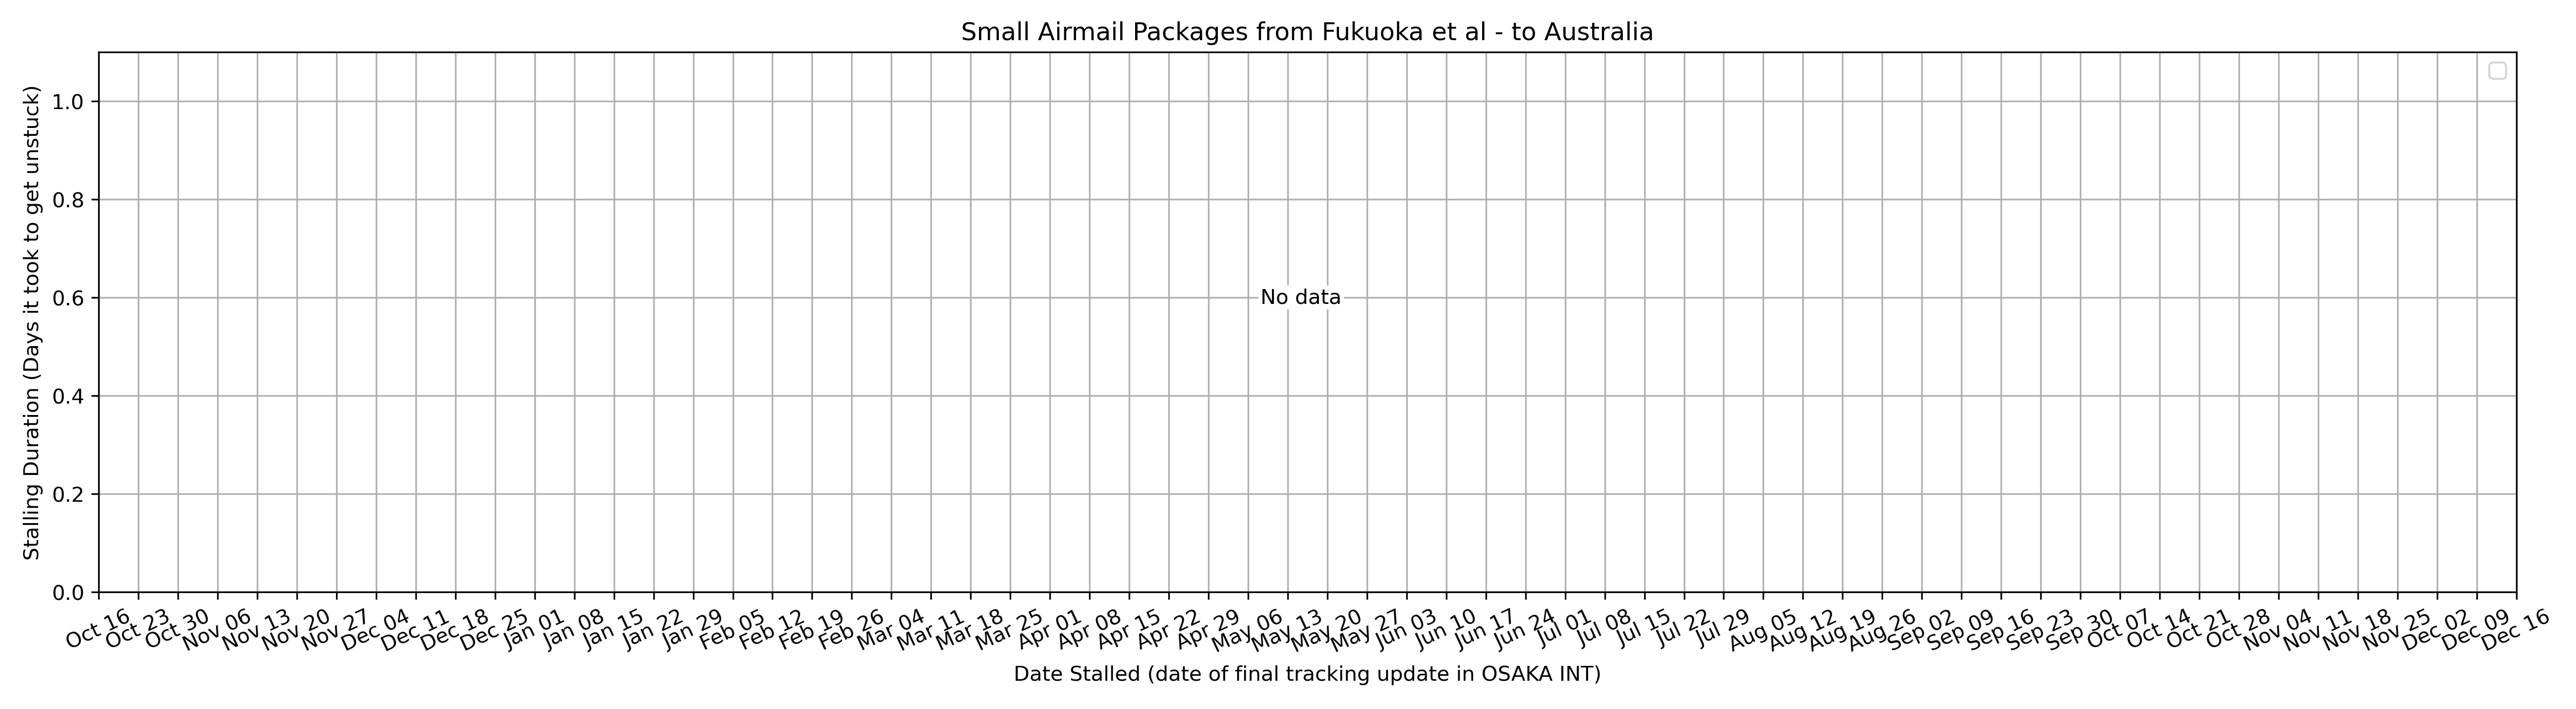 Small Airmail Packages from Fukuoka et al - to Australia
Stalling Duration (Days it took to get unstuck)
1.0
0.8
0.6
0.4
0.2
0.0
No data
Oct 16 Oct 23 Oct 30 Nov 06 Nov 13 Nov 20 Nov 27 Dec 04 Dec 11 Dec 18 Dec 25 Jan 01 Jan 08 Jan 15 Jan 22 Jan 29 Feb 05 Feb 12 Feb 19 Feb 26 Mar 04 Mar 11 Mar 18 Mar 25 Apr 01 Apr 08 Apr 15 Apr 22 Apr 29 May 06 May 13 May 20 May 27 Jun 03 Jun 10 Jun 17 Jun 24 Jul 01 Jul 08 Jul 15 Jul 22 Jul 29 Aug 05 Aug 12 Aug 19 Aug 26 Sep 02 Sep 09 Sep 16 Sep 23 Sep 30 Oct 07 Oct 14 Oct 21 Oct 28 Nov 04 Nov 11 Nov 18 Nov 25 Dec 02 Dec 09 Dec 16
Date Stalled (date of final tracking update in OSAKA INT)